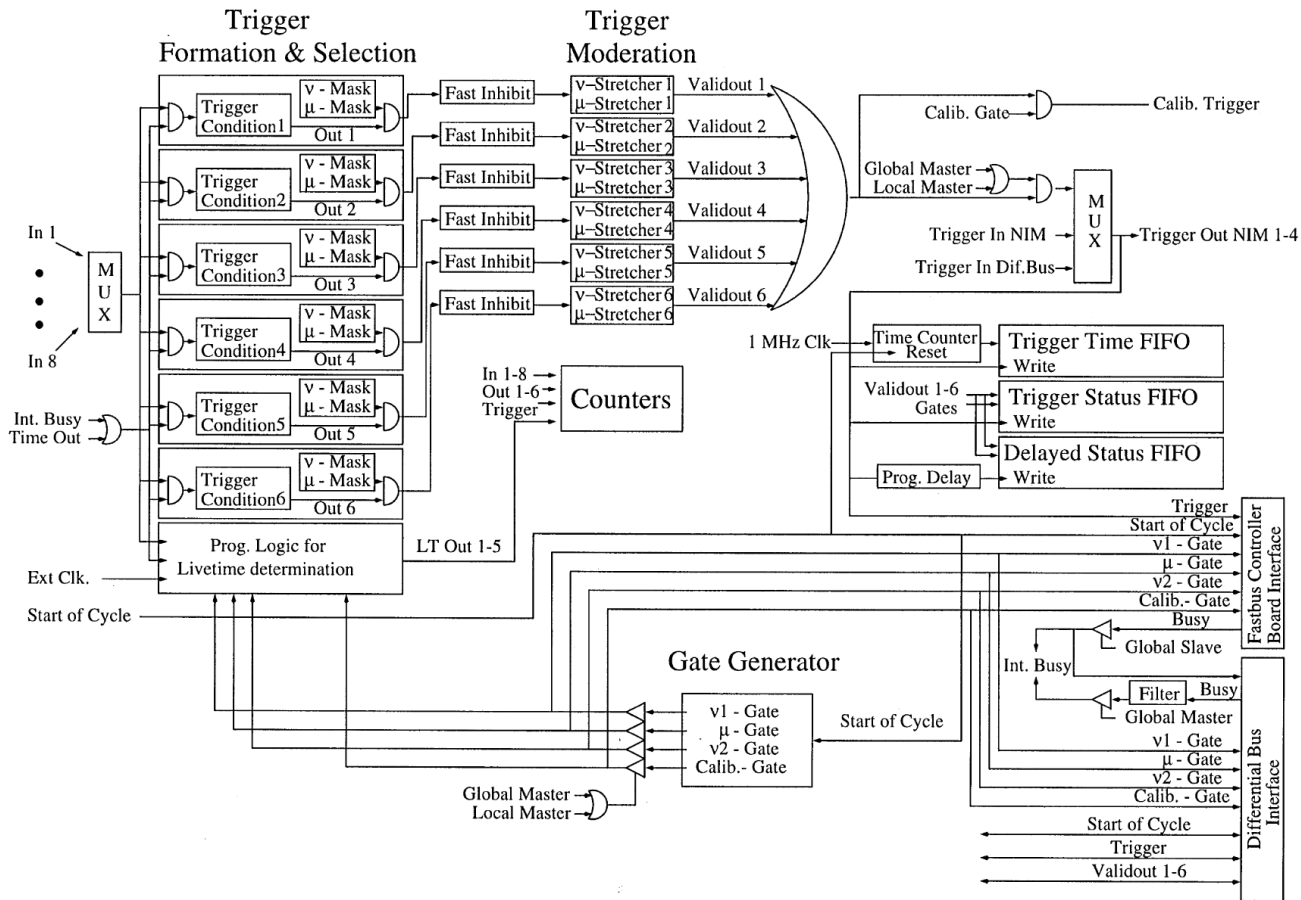 Trigger
Formation & Selection
Trigger
Moderation
ν - Mask
μ - Mask
Trigger
Condition1
Out 1
ν - Mask
μ - Mask
Trigger
Condition2
Out 2
ν - Mask
μ - Mask
Trigger
Condition3
Out 3
ν - Mask
μ - Mask
Trigger
Condition4
Out 4
ν - Mask
μ - Mask
Trigger
Condition5
Out 5
ν - Mask
μ - Mask
Trigger
Condition6
Out 6
Prog. Logic for
Livetime determination
In 1
In 8
MUX
Int. Busy
Time Out
Ext Clk.
Start of Cycle
LT Out 1-5
Fast Inhibit
Fast Inhibit
Fast Inhibit
Fast Inhibit
Fast Inhibit
Fast Inhibit
ν–Stretcher 1
μ–Stretcher 1
ν–Stretcher 2
μ–Stretcher 2
ν–Stretcher 3
μ–Stretcher 3
ν–Stretcher 4
μ–Stretcher 4
ν–Stretcher 5
μ–Stretcher 5
ν–Stretcher 6
μ–Stretcher 6
Validout 1
Validout 2
Validout 3
Validout 4
Validout 5
Validout 6
In 1-8
Out 1-6
Trigger
Counters
Calib. Gate
Calib. Trigger
Global Master
Local Master
Trigger In NIM
Trigger In Dif.Bus
MUX
Trigger Out NIM 1-4
1 MHz Clk
Time Counter
Reset
Trigger Time FIFO
Write
Validout 1-6
Gates
Trigger Status FIFO
Write
Delayed Status FIFO
Write
Prog. Delay
Trigger
Start of Cycle
ν1 - Gate
μ - Gate
ν2 - Gate
Calib.- Gate
Busy
Global Slave
Fastbus Controller
Board Interface
Int. Busy
Filter
Busy
Global Master
ν1 - Gate
μ - Gate
ν2 - Gate
Calib. - Gate
Start of Cycle
Trigger
Validout 1-6
Differential Bus
Interface
Gate Generator
ν1 - Gate
μ - Gate
ν2 - Gate
Calib.- Gate
Start of Cycle
Global Master
Local Master